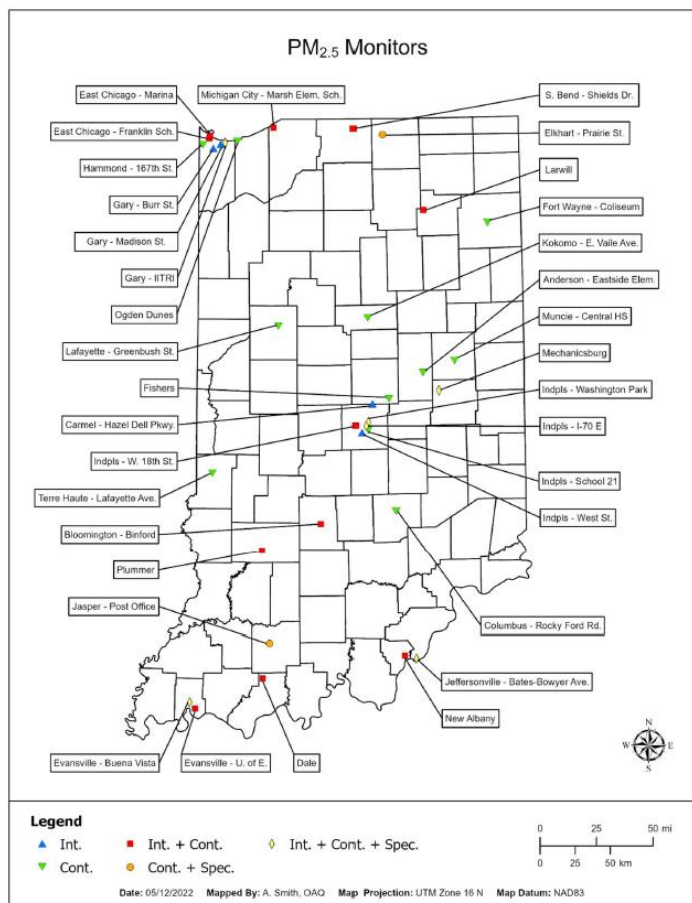 PM2.5 Monitors
East Chicago - Marina
Michigan City - Marsh Elem. Sch.
S. Bend - Shields Dr.
East Chicago - Franklin Sch.
Elkhart - Prairie St.
Hammond - 167th St.
Larwill
Gary - Burr St.
Fort Wayne - Coliseum
Gary - Madison St.
Kokomo - E. Vaile Ave.
Gary - IITRI
Anderson - Eastside Elem.
Ogden Dunes
Muncie - Central HS
Lafayette - Greenbush St.
Mechanicsburg
Fishers
Indpls - Washington Park
Carmel - Hazel Dell Pkwy.
Indpls - I-70 E
Indpls - W. 18th St.
Indpls - School 21
Terre Haute - Lafayette Ave.
Indpls - West St.
Bloomington - Binford
Plummer
Jasper - Post Office
Columbus - Rocky Ford Rd.
Jeffersonville - Bates-Bowyer Ave.
New Albany
Evansville - Buena Vista
Evansville - U. of E.
Dale
N
W E
S
Legend
Int.
Int. + Cont.
Int. + Cont. + Spec.
Cont.
Cont. + Spec.
0 25 50 mi
0 25 50 km
Date: 05/12/2022 Mapped By: A. Smith, OAQ Map Projection: UTM Zone 16 N Map Datum: NAD83